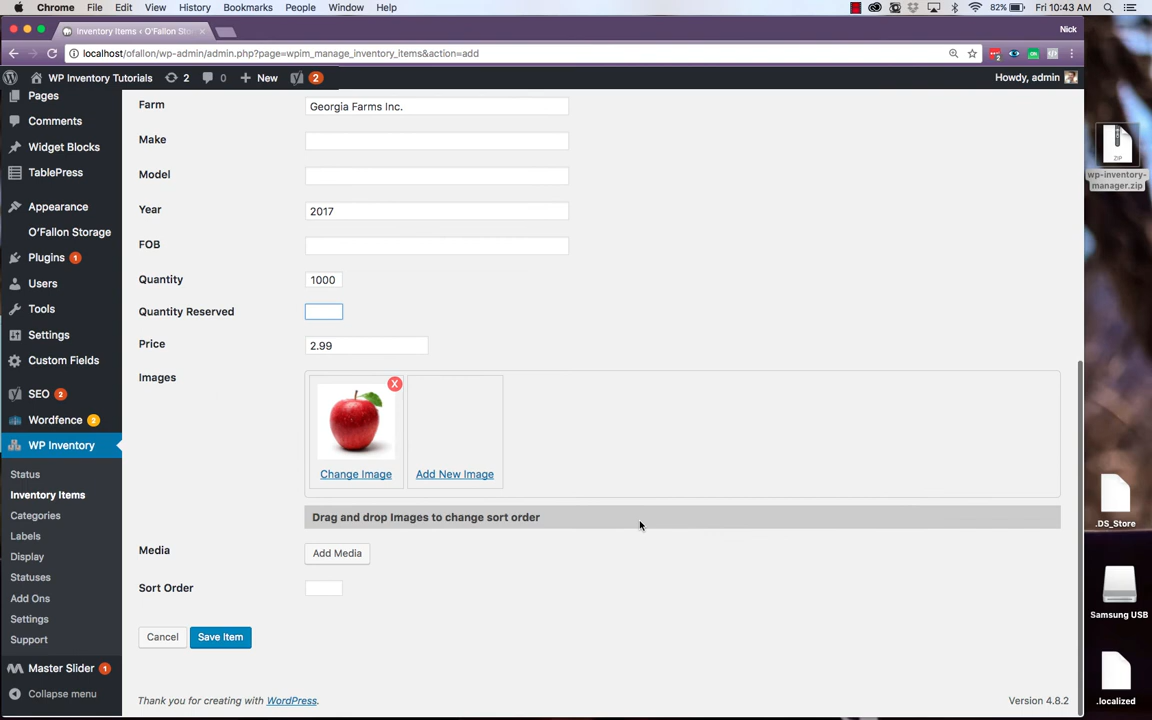 Chrome File Edit View History Bookmarks People Window Help 82% Fri 10:43 AM
Inventory Items ‹ O'Fallon Stor Nick
localhost/ofallon/wp-admin/admin.php?page=wpim_manage_inventory_items&action=add
WP Inventory Tutorials 2 0 New 2 Howdy, admin
Pages
Comments
Widget Blocks
TablePress
Appearance
O'Fallon Storage
Plugins 1
Users
Tools
Settings
Custom Fields
SEO 2
Wordfence 2
WP Inventory
Status
Inventory Items
Categories
Labels
Display
Statuses
Add Ons
Settings
Support
Master Slider 1
Collapse menu
Farm Georgia Farms Inc.
Make
Model
Year 2017
FOB
Quantity 1000
Quantity Reserved
Price 2.99
Images
X
Change Image Add New Image
Drag and drop Images to change sort order
Media Add Media
Sort Order
Cancel Save Item
Thank you for creating with WordPress. Version 4.8.2
ZIP
wp-inventory-
manager.zip
.DS_Store
Samsung USB
.localized